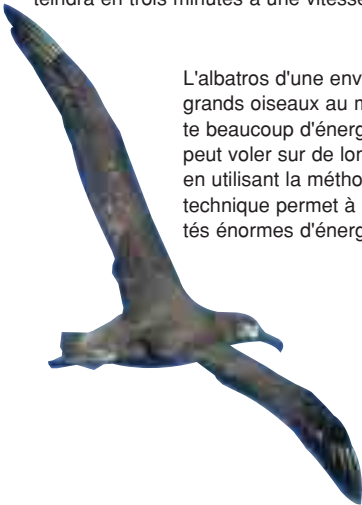 teindra en trois minutes à une vitesse
L'albatros d'une env
grands oiseaux au m
te beaucoup d'énerg
peut voler sur de lon
en utilisant la métho
technique permet à
tés énormes d'énerg